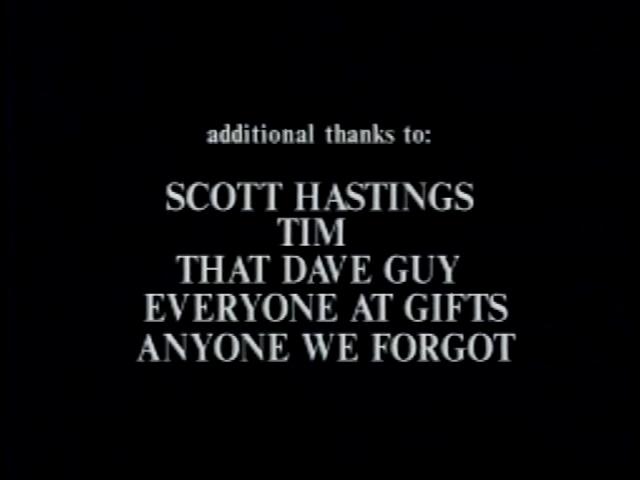 additional thanks to:
SCOTT HASTINGS
TIM
THAT DAVE GUY
EVERYONE AT GIFTS
ANYONE WE FORGOT